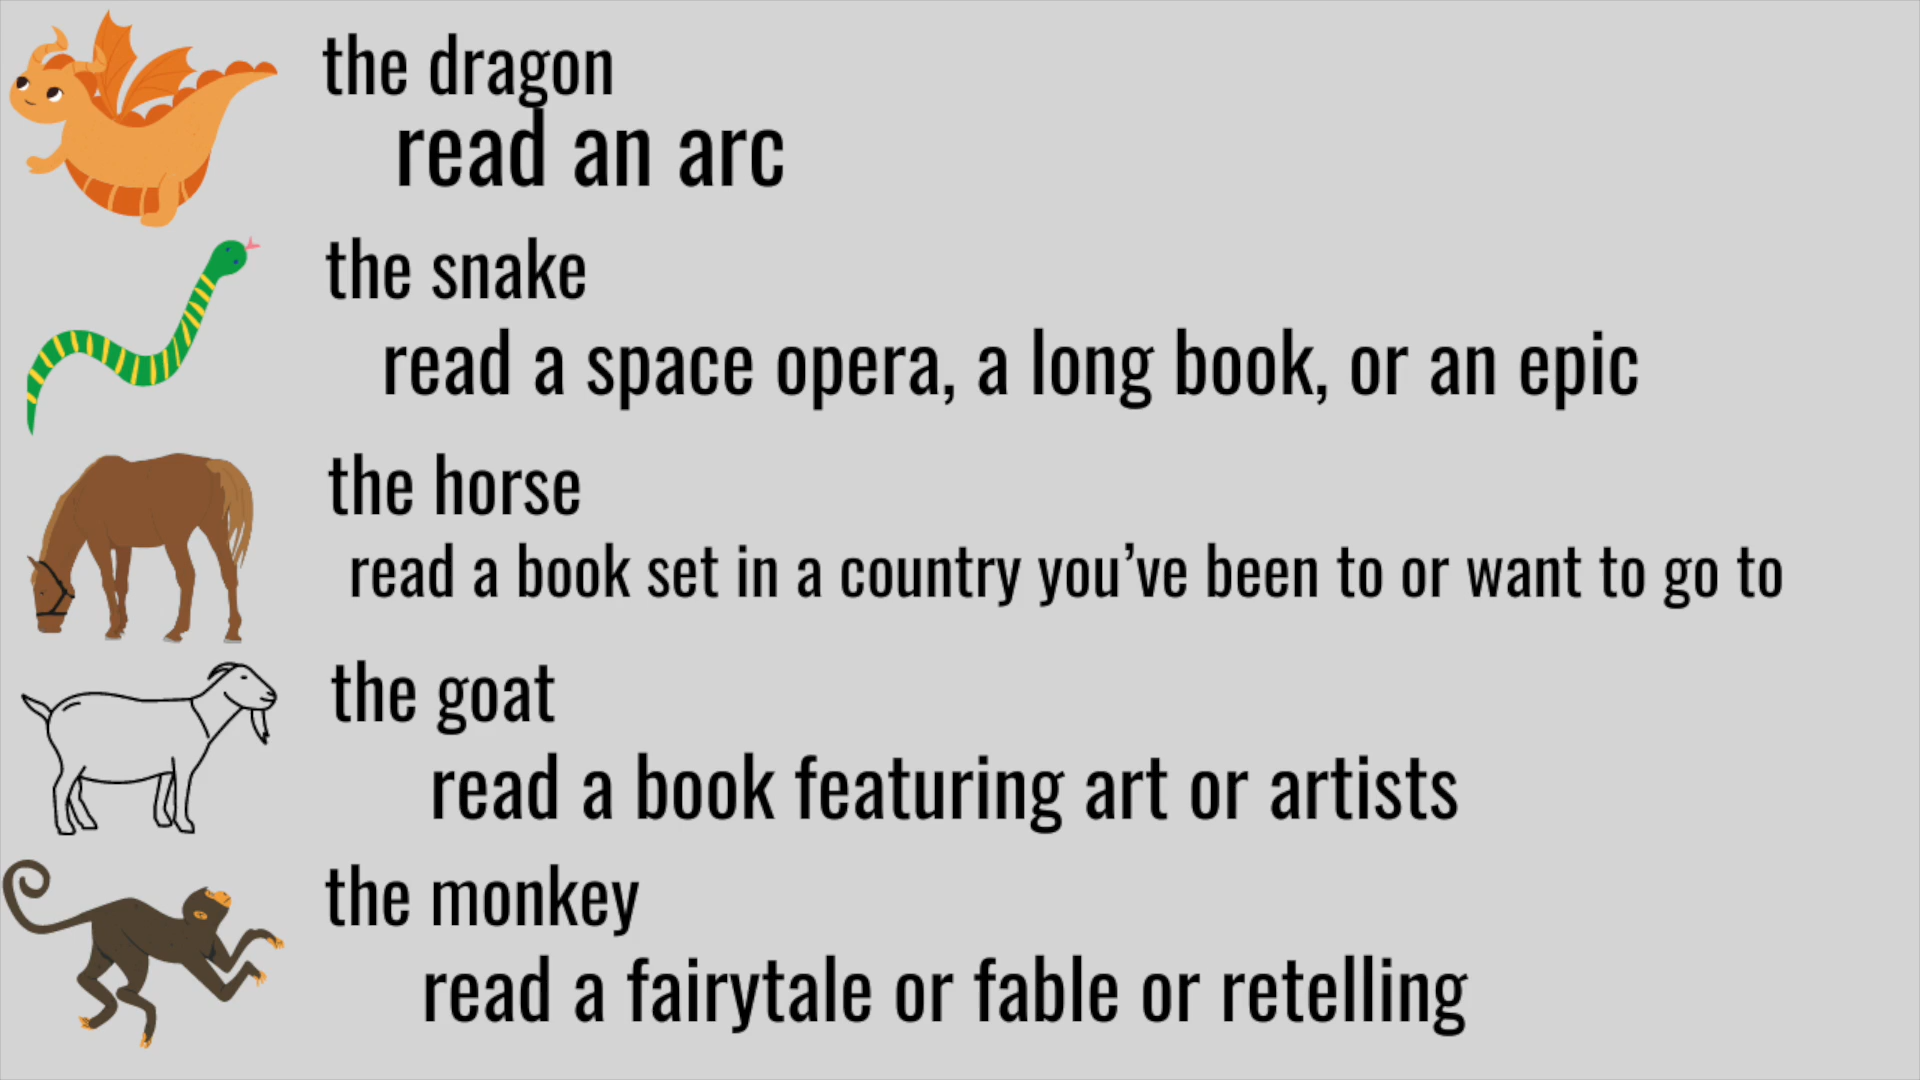 the dragon
read an arc
the snake
read a space opera, a long book, or an epic
the horse
read a book set in a country you’ve been to or want to go to
the goat
read a book featuring art or artists
the monkey
read a fairytale or fable or retelling